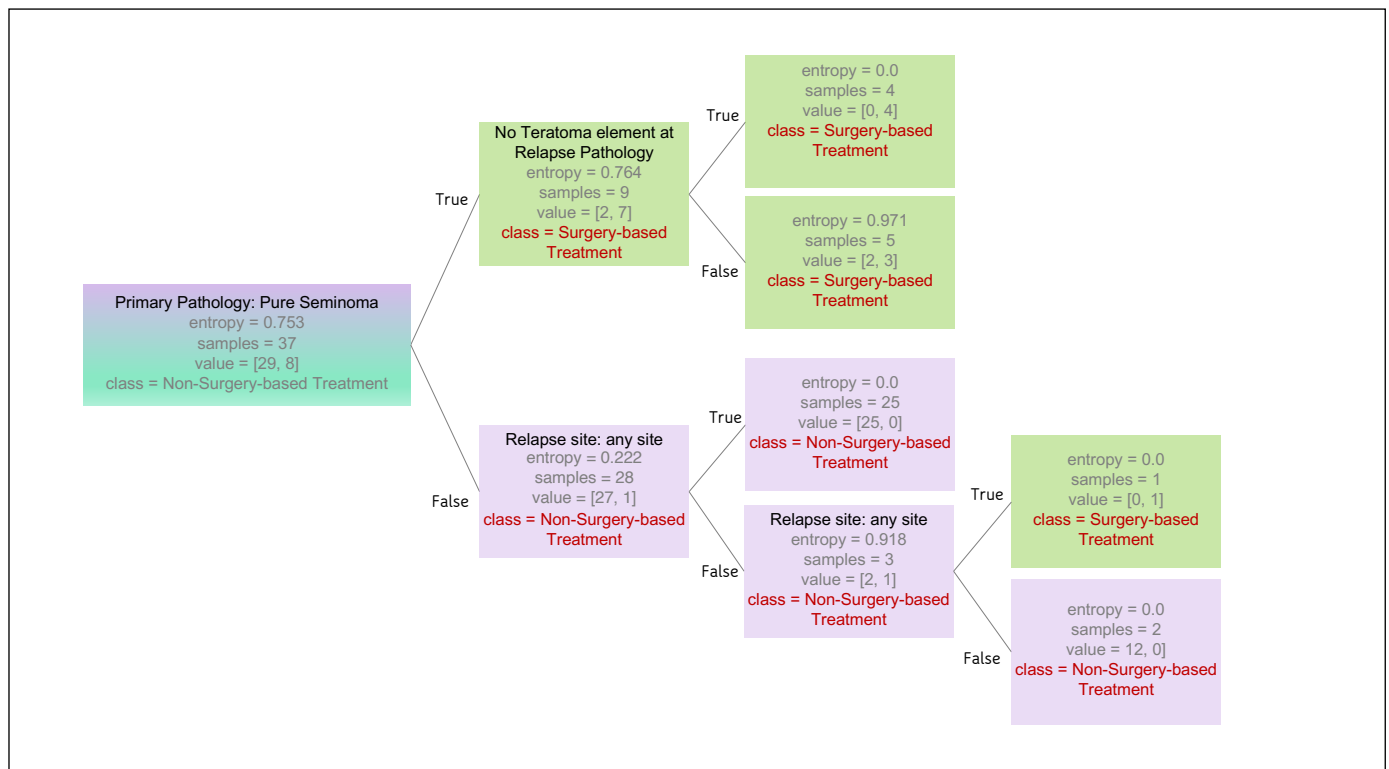 Primary Pathology: Pure Seminoma
entropy = 0.753
samples = 37
value = [29, 8]
class = Non-Surgery-based Treatment
True
No Teratoma element at
Relapse Pathology
entropy = 0.764
samples = 9
value = [2, 7]
class = Surgery-based
Treatment
True
entropy = 0.0
samples = 4
value = [0, 4]
class = Surgery-based
Treatment
False
entropy = 0.971
samples = 5
value = [2, 3]
class = Surgery-based
Treatment
False
Relapse site: any site
entropy = 0.222
samples = 28
value = [27, 1]
class = Non-Surgery-based
Treatment
True
entropy = 0.0
samples = 25
value = [25, 0]
class = Non-Surgery-based
Treatment
False
Relapse site: any site
entropy = 0.918
samples = 3
value = [2, 1]
class = Non-Surgery-based
Treatment
True
entropy = 0.0
samples = 1
value = [0, 1]
class = Surgery-based
Treatment
False
entropy = 0.0
samples = 2
value = 12, 0]
class = Non-Surgery-based
Treatment